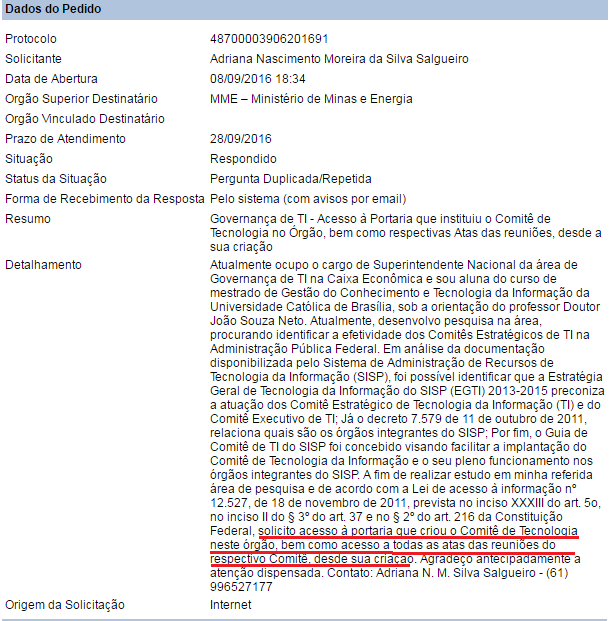 Dados do Pedido
Protocolo 48700003906201691
Solicitante Adriana Nascimento Moreira da Silva Salgueiro
Data de Abertura 08/09/2016 18:34
Orgão Superior Destinatário MME – Ministério de Minas e Energia
Orgão Vinculado Destinatário
Prazo de Atendimento 28/09/2016
Situação Respondido
Status da Situação Pergunta Duplicada/Repetida
Forma de Recebimento da Resposta Pelo sistema (com avisos por email)
Resumo Governança de TI - Acesso á Portaria que instituiu o Comitê de
Tecnologia no Órgão, bem como respectivas Atas das reuniões, desde a
sua criação
Detalhamento Atualmente ocupo o cargo de Superintendente Nacional da área de
Governança de TI na Caixa Econômica e sou aluna do curso de
mestrado de Gestão do Conhecimento e Tecnologia da Informação da
Universidade Católica de Brasília, sob a orientação do professor Doutor
João Souza Neto. Atualmente, desenvolvo pesquisa na área,
procurando identificar a efetividade dos Comitês Estratégicos de TI na
Administração Pública Federal. Em análise da documentação
disponibilizada pelo Sistema de Administração de Recursos de
Tecnologia da Informação (SISP), foi possível identificar que a Estratégia
Geral de Tecnologia da Informação do SISP (EGTI) 2013-2015 preconiza
a atuação dos Comitê Estratégico de Tecnologia da Informação (TI) e do
Comitê Executivo de TI; Já o decreto 7.579 de 11 de outubro de 2011,
relaciona quais são os órgãos integrantes do SISP; Por fim, o Guia de
Comitê de TI do SISP foi concebido visando facilitar a implantação do
Comitê de Tecnologia da Informação e o seu pleno funcionamento nos
órgãos integrantes do SISP. A fim de realizar estudo em minha referida
área de pesquisa e de acordo com a Lei de acesso á informação nº
12.527, de 18 de novembro de 2011, prevista no inciso XXXIII do art. 5o,
no inciso II do § 3º do art. 37 e no § 2º do art. 216 da Constituição
Federal, solicito acesso á portaria que criou o Comitê de Tecnologia
neste órgão, bem como acesso a todas as atas das reuniões do
respectivo Comitê, desde sua criação. Agradeço antecipadamente a
atenção dispensada. Contato: Adriana N. M. Silva Salgueiro - (61)
996527177
Origem da Solicitação Internet